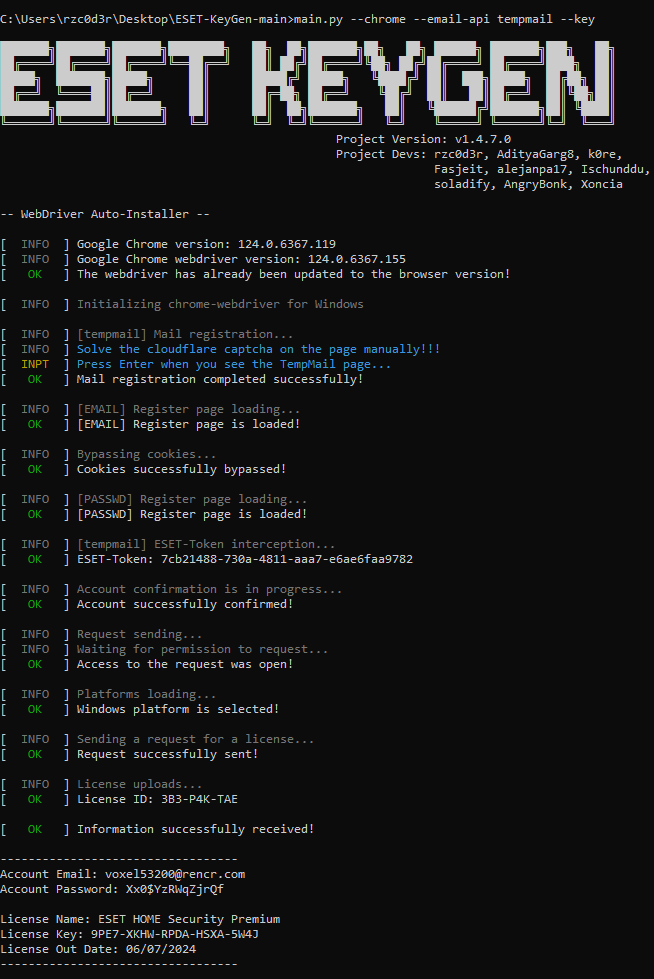 C:\Users\rzc0d3r\Desktop\ESET-KeyGen-main>main.py --chrome --email-api tempmail --key
ESET KEYGEN
Project Version: v1.4.7.0
Project Devs: rzc0d3r, AdityaGarg8, k0re,
Fasjeit, alejanpa17, Ischunddu,
soladify, AngryBonk, Xoncia
-- WebDriver Auto-Installer --
[ INFO ] Google Chrome version: 124.0.6367.119
[ INFO ] Google Chrome webdriver version: 124.0.6367.155
[ OK ] The webdriver has already been updated to the browser version!
[ INFO ] Initializing chrome-webdriver for Windows
[ INFO ] [tempmail] Mail registration...
[ INFO ] Solve the cloudflare captcha on the page manually!!!
[ INPT ] Press Enter when you see the TempMail page...
[ OK ] Mail registration completed successfully!
[ INFO ] [EMAIL] Register page loading...
[ OK ] [EMAIL] Register page is loaded!
[ INFO ] Bypassing cookies...
[ OK ] Cookies successfully bypassed!
[ INFO ] [PASSWD] Register page loading...
[ OK ] [PASSWD] Register page is loaded!
[ INFO ] [tempmail] ESET-Token interception...
[ OK ] ESET-Token: 7cb21488-730a-4811-aaa7-e6ae6faa9782
[ INFO ] Account confirmation is in progress...
[ OK ] Account successfully confirmed!
[ INFO ] Request sending...
[ INFO ] Waiting for permission to request...
[ OK ] Access to the request was open!
[ INFO ] Platforms loading...
[ OK ] Windows platform is selected!
[ INFO ] Sending a request for a license...
[ OK ] Request successfully sent!
[ INFO ] License uploads...
[ OK ] License ID: 3B3-P4K-TAE
[ OK ] Information successfully received!
----------------------------------
Account Email: voxel53200@rencr.com
Account Password: Xx0$YzRWqZjrQf
License Name: ESET HOME Security Premium
License Key: 9PE7-XKHW-RPDA-HSXA-5W4J
License Out Date: 06/07/2024
----------------------------------